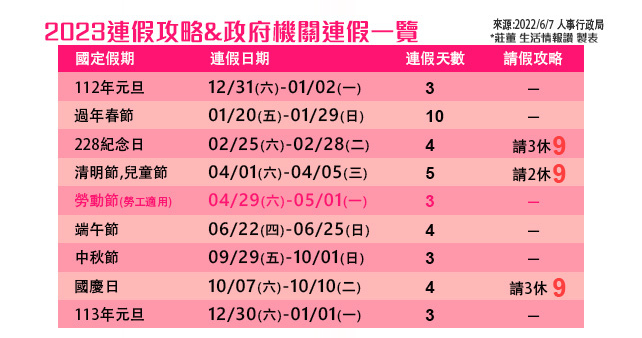 2023連假攻略&政府機關連假一覽
來源:2022/6/7 人事行政局
*莊董 生活情報讚 製表
國定假期 連假日期 連假天數 請假攻略
112年元旦 12/31(六)-01/02(一) 3 —
過年春節 01/20(五)-01/29(日) 10 —
228紀念日 02/25(六)-02/28(二) 4 請3休9
清明節,兒童節 04/01(六)-04/05(三) 5 請2休9
勞動節(勞工適用) 04/29(六)-05/01(一) 3 —
端午節 06/22(四)-06/25(日) 4 —
中秋節 09/29(五)-10/01(日) 3 —
國慶日 10/07(六)-10/10(二) 4 請3休9
113年元旦 12/30(六)-01/01(一) 3 —